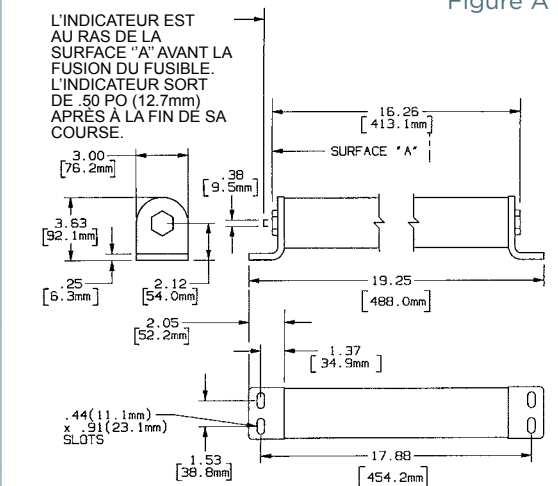 Figure A
L'INDICATEUR EST
AU RAS DE LA
SURFACE "A" AVANT LA
FUSION DU FUSIBLE.
L'INDICATEUR SORT
DE .50 PO (12.7mm)
APRÈS À LA FIN DE SA
COURSE.
16.26
[413.1mm]
SURFACE "A"
3.00
[76.2mm]
.38
[9.5mm]
3.63
[92.1mm]
.25
[6.3mm]
2.12
[54.0mm]
19.25
[488.0mm]
2.05
[52.2mm]
1.37
[34.9mm]
.44(11.1mm)
x .91(23.1mm)
SLOTS
1.53
[38.8mm]
17.88
[454.2mm]